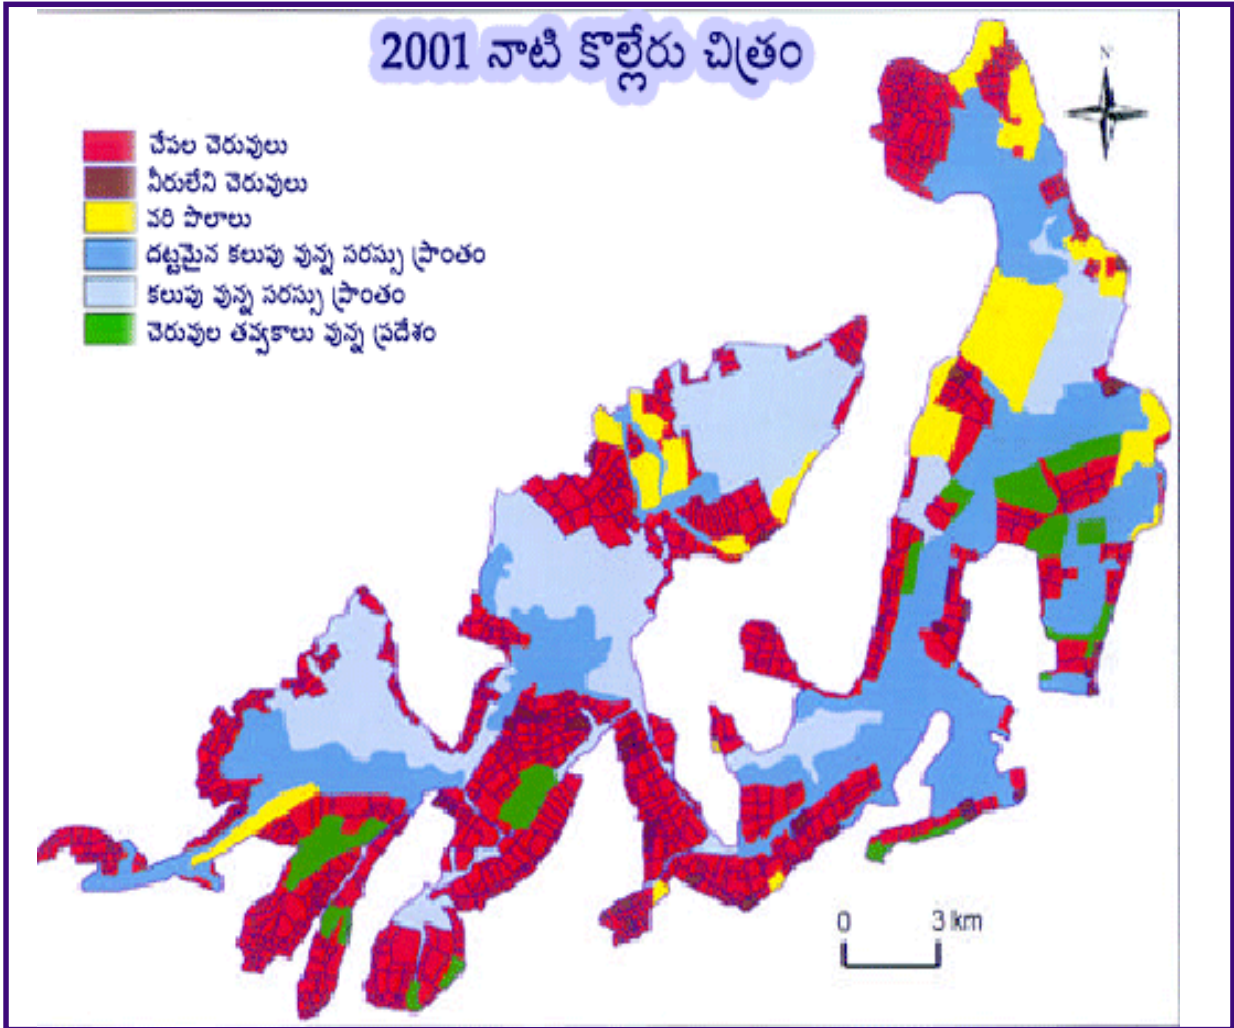 2001 నాటి కొల్లేరు చిత్రం
N
చేపల చెరువులు
నీరులేని చెరువులు
వరి పొలాలు
దట్టమైన కలుపు వున్న సరస్సు ప్రాంతం
కలుపు వున్న సరస్సు ప్రాంతం
చెరువుల తవ్వకాలు వున్న ప్రదేశం
0 3 km